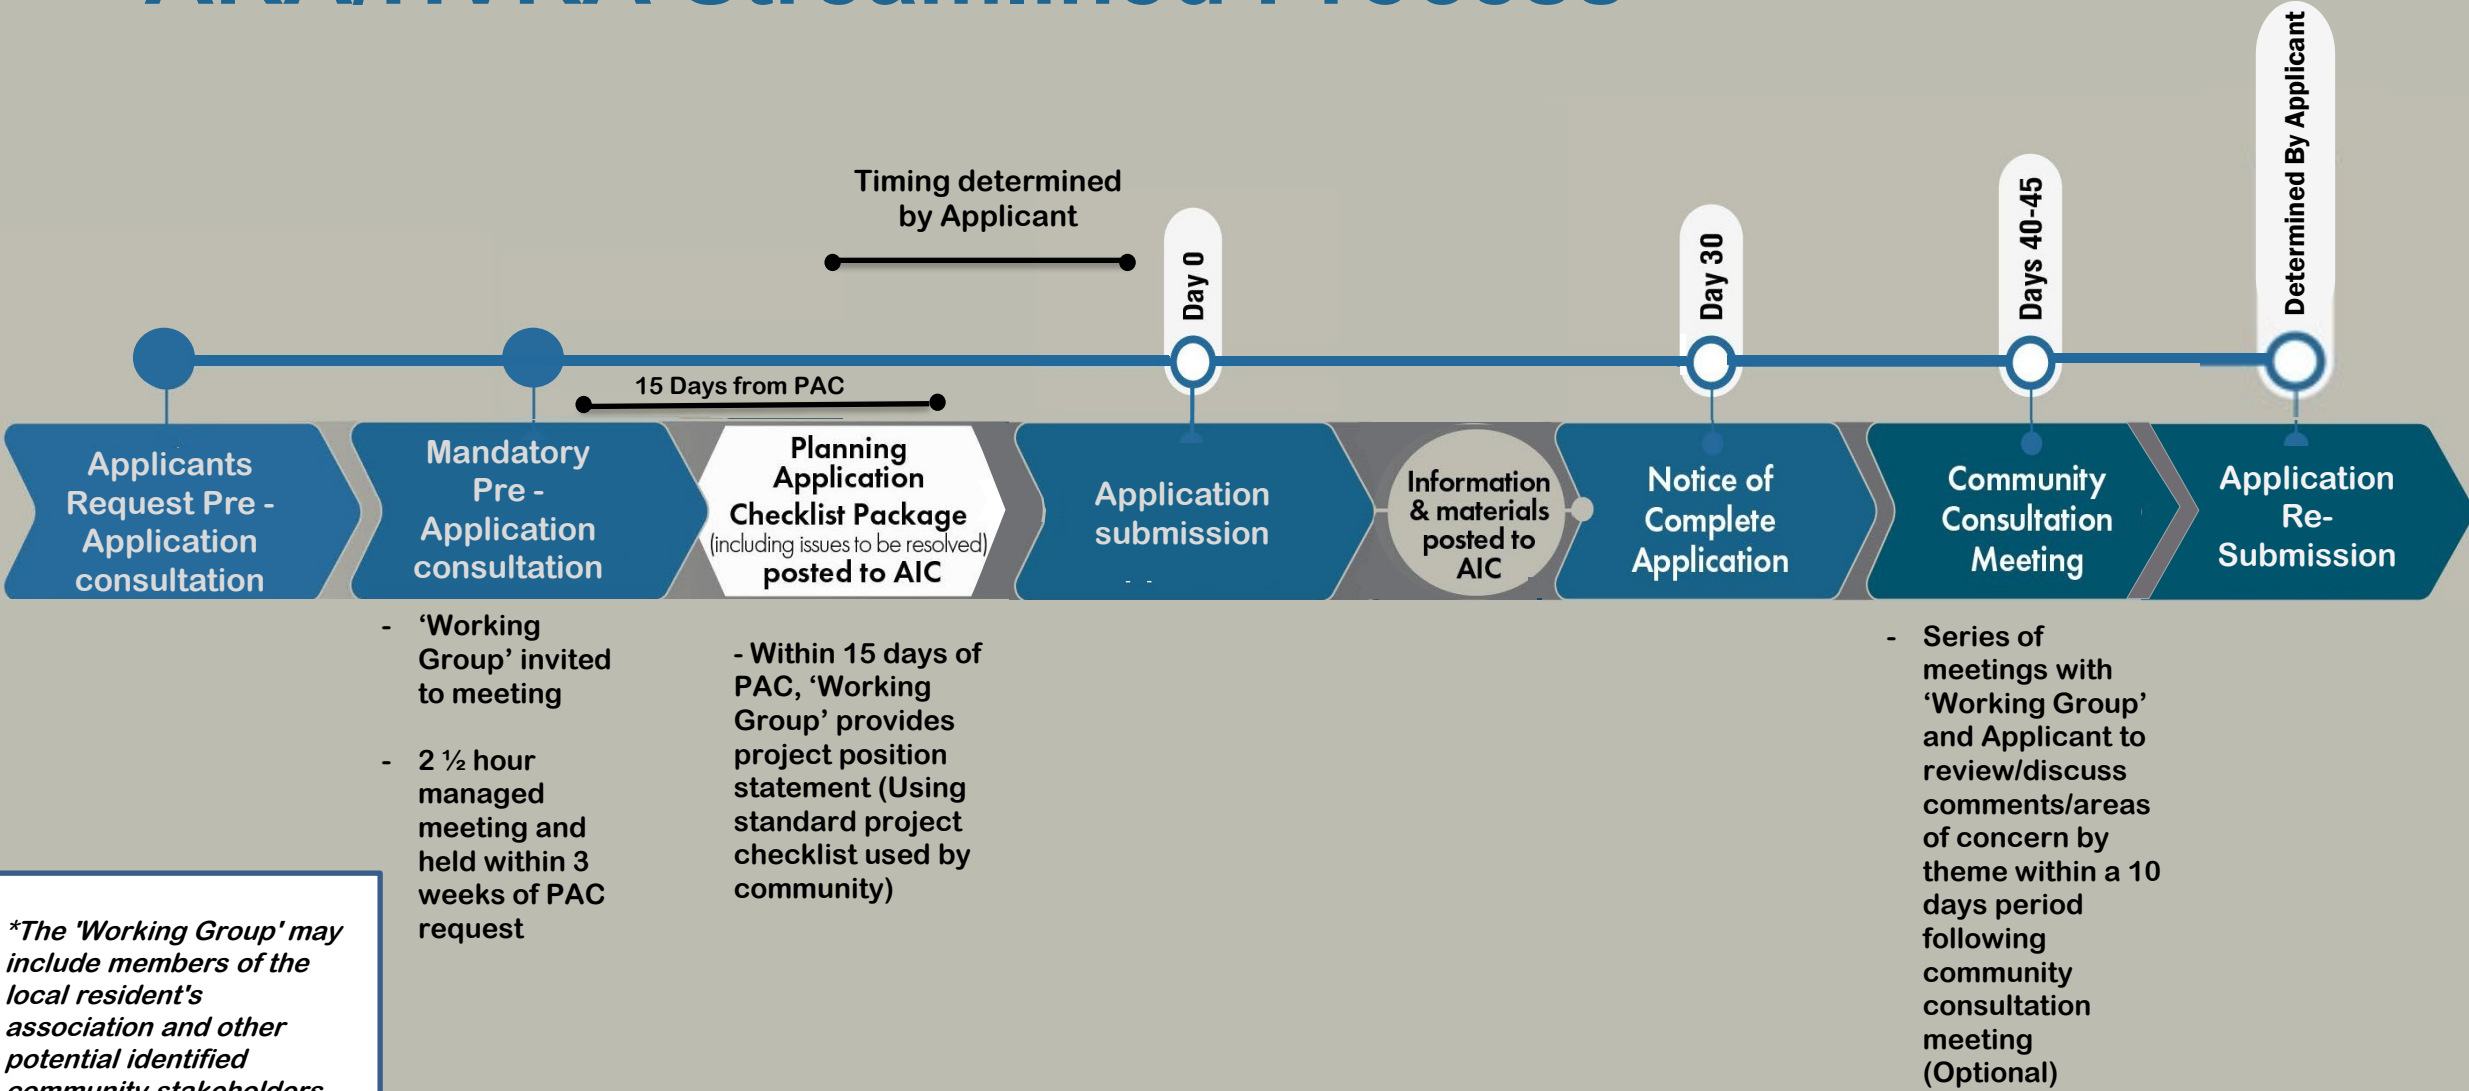 Streamlined Process
Determined By Applicant
Timing determined
by Applicant
Day 0
Day 30
Days 40-45
15 Days from PAC
Applicants
Request Pre -
Application
consultation
Mandatory
Pre -
Application
consultation
Planning
Application
Checklist Package
(including issues to be resolved)
posted to AIC
Application
submission
Information
& materials
posted to
AIC
Notice of
Complete
Application
Community
Consultation
Meeting
Application
Re-
Submission
- ‘Working
Group’ invited
to meeting
- 2 ½ hour
managed
meeting and
held within 3
weeks of PAC
request
- Within 15 days of
PAC, ‘Working
Group’ provides
project position
statement (Using
standard project
checklist used by
community)
- Series of
meetings with
‘Working Group’
and Applicant to
review/discuss
comments/areas
of concern by
theme within a 10
days period
following
community
consultation
meeting
(Optional)
*The 'Working Group' may
include members of the
local resident's
association and other
potential identified
community stakeholders